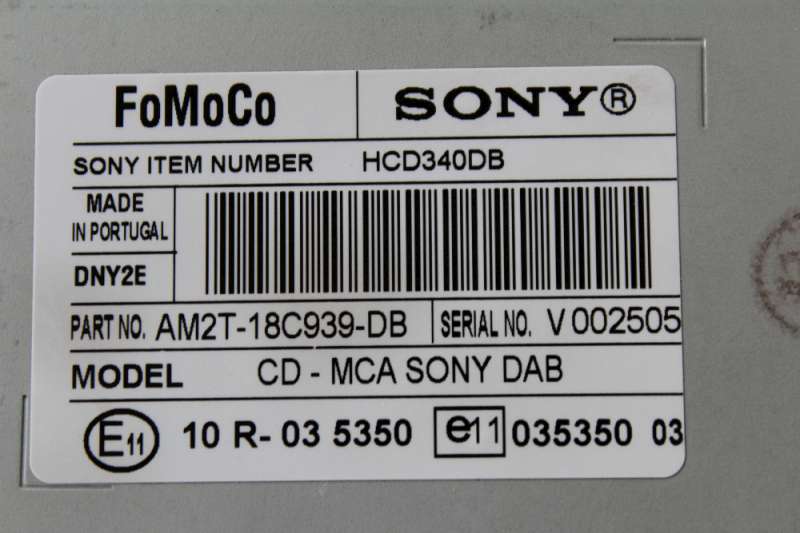 FoMoCo SONY®
SONY ITEM NUMBER HCD340DB
MADE
IN PORTUGAL
DNY2E
PART NO. AM2T-18C939-DB SERIAL NO. V 002505
MODEL CD - MCA SONY DAB
E11 10 R- 03 5350 e11 035350 03